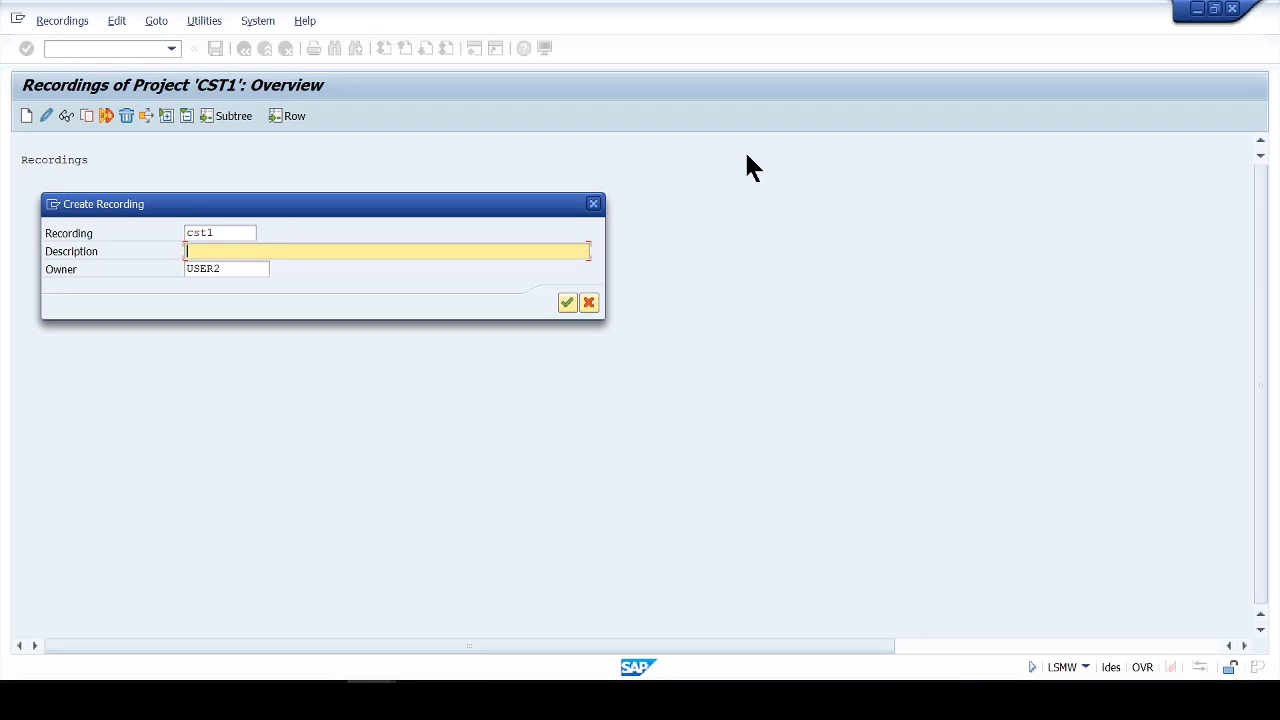 Recordings Edit Goto Utilities System Help
Recordings of Project 'CST1': Overview
Subtree Row
Recordings
Create Recording
Recording cst1
Description
Owner USER2
SAP LSMW Ides OVR